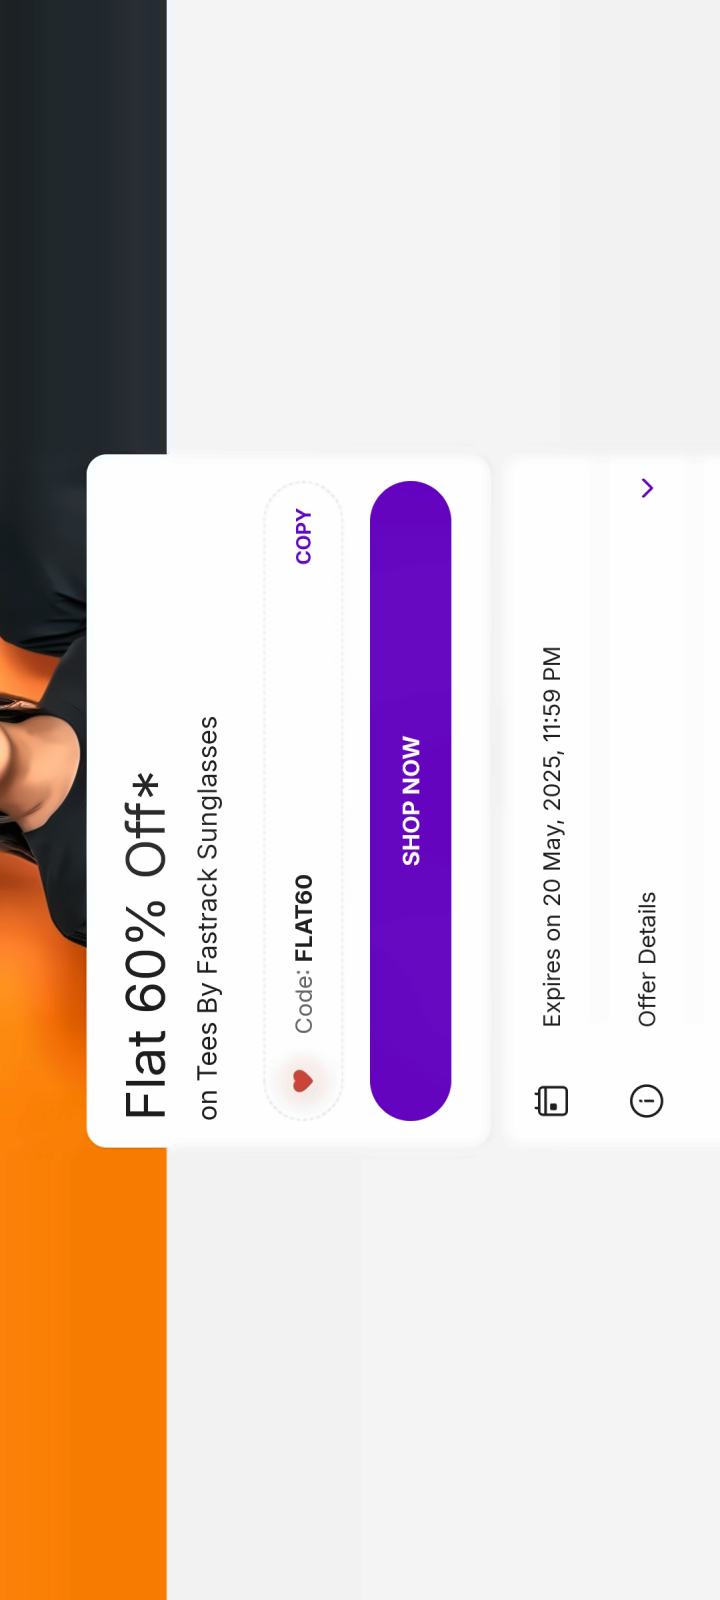 Flat 60% Off*
on Tees By Fastrack Sunglasses
Code: FLAT60 COPY
SHOP NOW
Expires on 20 May, 2025, 11:59 PM
Offer Details